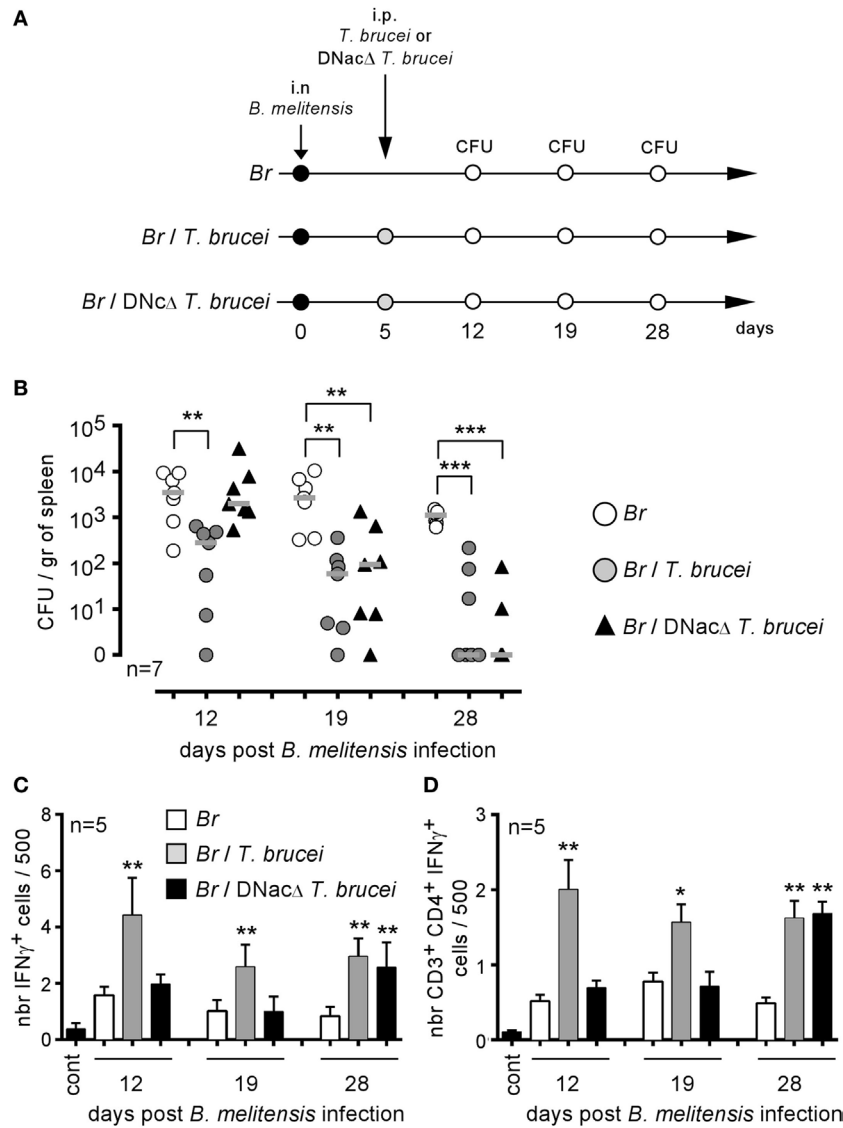 A
i.p.
T. brucei or
DNac∆ T. brucei
i.n
B. melitensis
CFU CFU CFU
Br
Br / T. brucei
Br / DNc∆ T. brucei
0 5 12 19 28 days
B
** ** ** *** ***
CFU / gr of spleen
10⁵
10⁴
10³
10²
10¹
0
n=7
12 19 28
days post B. melitensis infection
Br
Br / T. brucei
Br / DNac∆ T. brucei
C
nbr IFNγ⁺ cells / 500
8
6
4
2
0
n=5
Br
Br / T. brucei
Br / DNac∆ T. brucei
** ** ** **
cont
12 19 28
days post B. melitensis infection
D
nbr CD3⁺ CD4⁺ IFNγ⁺
cells / 500
3
2
1
0
n=5
** * ** **
cont
12 19 28
days post B. melitensis infection